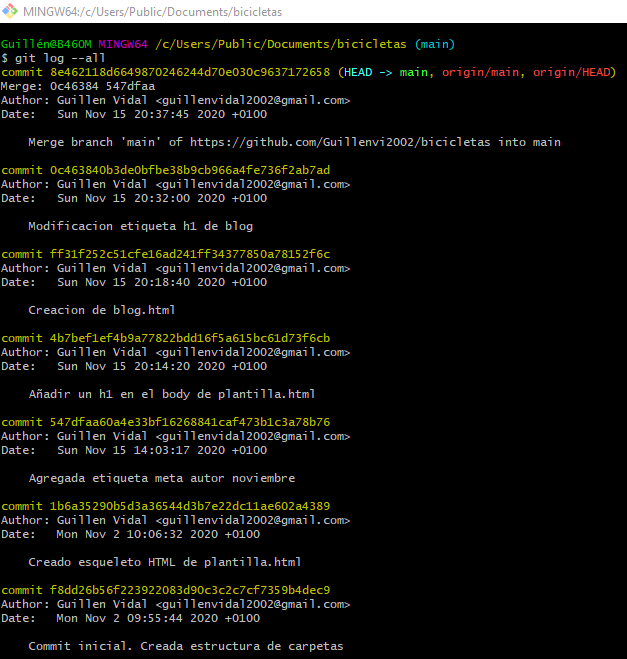 MINGW64:/c/Users/Public/Documents/bicicletas
Guillén@B460M MINGW64 /c/Users/Public/Documents/bicicletas (main)
$ git log --all
commit 8e462118d6649870246244d70e030c9637172658 (HEAD -> main, origin/main, origin/HEAD)
Merge: 0c46384 547dfaa
Author: Guillen Vidal <guillenvidal2002@gmail.com>
Date:   Sun Nov 15 20:37:45 2020 +0100
Merge branch 'main' of https://github.com/Guillenvi2002/bicicletas into main
commit 0c463840b3de0bfbe38b9cb966a4fe736f2ab7ad
Author: Guillen Vidal <guillenvidal2002@gmail.com>
Date:   Sun Nov 15 20:32:00 2020 +0100
Modificacion etiqueta h1 de blog
commit ff31f252c51cfe16ad241ff34377850a78152f6c
Author: Guillen Vidal <guillenvidal2002@gmail.com>
Date:   Sun Nov 15 20:18:40 2020 +0100
Creacion de blog.html
commit 4b7bef1ef4b9a77822bdd16f5a615bc61d73f6cb
Author: Guillen Vidal <guillenvidal2002@gmail.com>
Date:   Sun Nov 15 20:14:20 2020 +0100
Añadir un h1 en el body de plantilla.html
commit 547dfaa60a4e33bf16268841caf473b1c3a78b76
Author: Guillen Vidal <guillenvidal2002@gmail.com>
Date:   Sun Nov 15 14:03:17 2020 +0100
Agregada etiqueta meta autor noviembre
commit 1b6a35290b5d3a36544d3b7e22dc11ae602a4389
Author: Guillen Vidal <guillenvidal2002@gmail.com>
Date:   Mon Nov 2 10:06:32 2020 +0100
Creado esqueleto HTML de plantilla.html
commit f8dd26b56f223922083d90c3c2c7cf7359b4dec9
Author: Guillen Vidal <guillenvidal2002@gmail.com>
Date:   Mon Nov 2 09:55:44 2020 +0100
Commit inicial. Creada estructura de carpetas